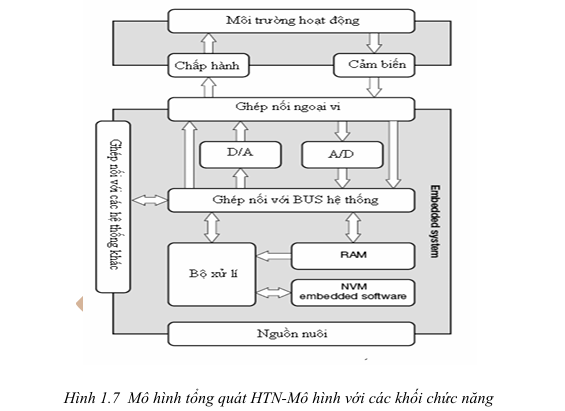 Môi trường hoạt động
Chấp hành
Cảm biến
Ghép nối ngoại vi
D/A
A/D
Ghép nối với các hệ thống khác
Ghép nối với BUS hệ thống
Embedded system
Bộ xử lí
RAM
NVM
embedded software
Nguồn nuôi
Hình 1.7 Mô hình tổng quát HTN-Mô hình với các khối chức năng